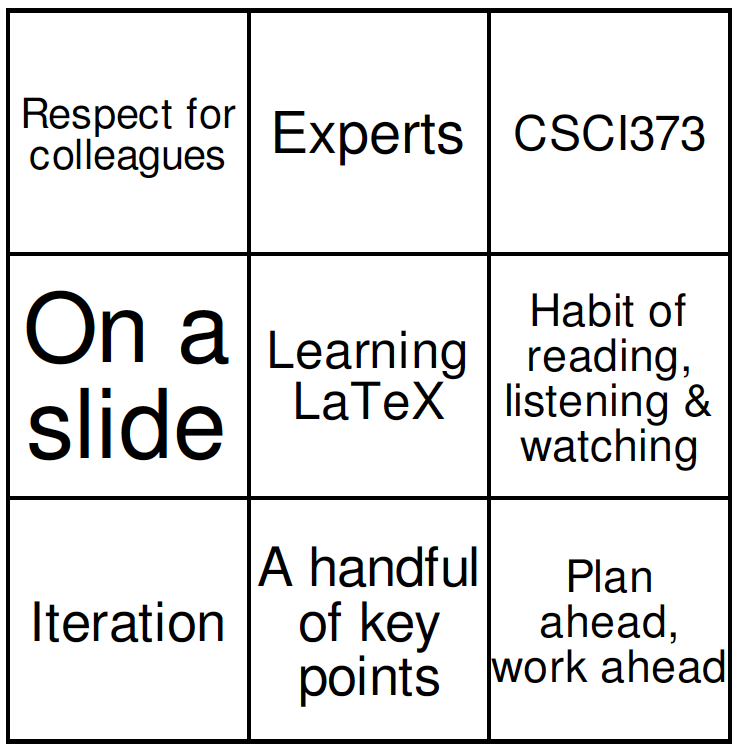 Respect for
colleagues
Experts
CSCI373
On a
slide
Learning
LaTeX
Habit of
reading,
listening &
watching
Iteration
A handful
of key
points
Plan
ahead,
work ahead